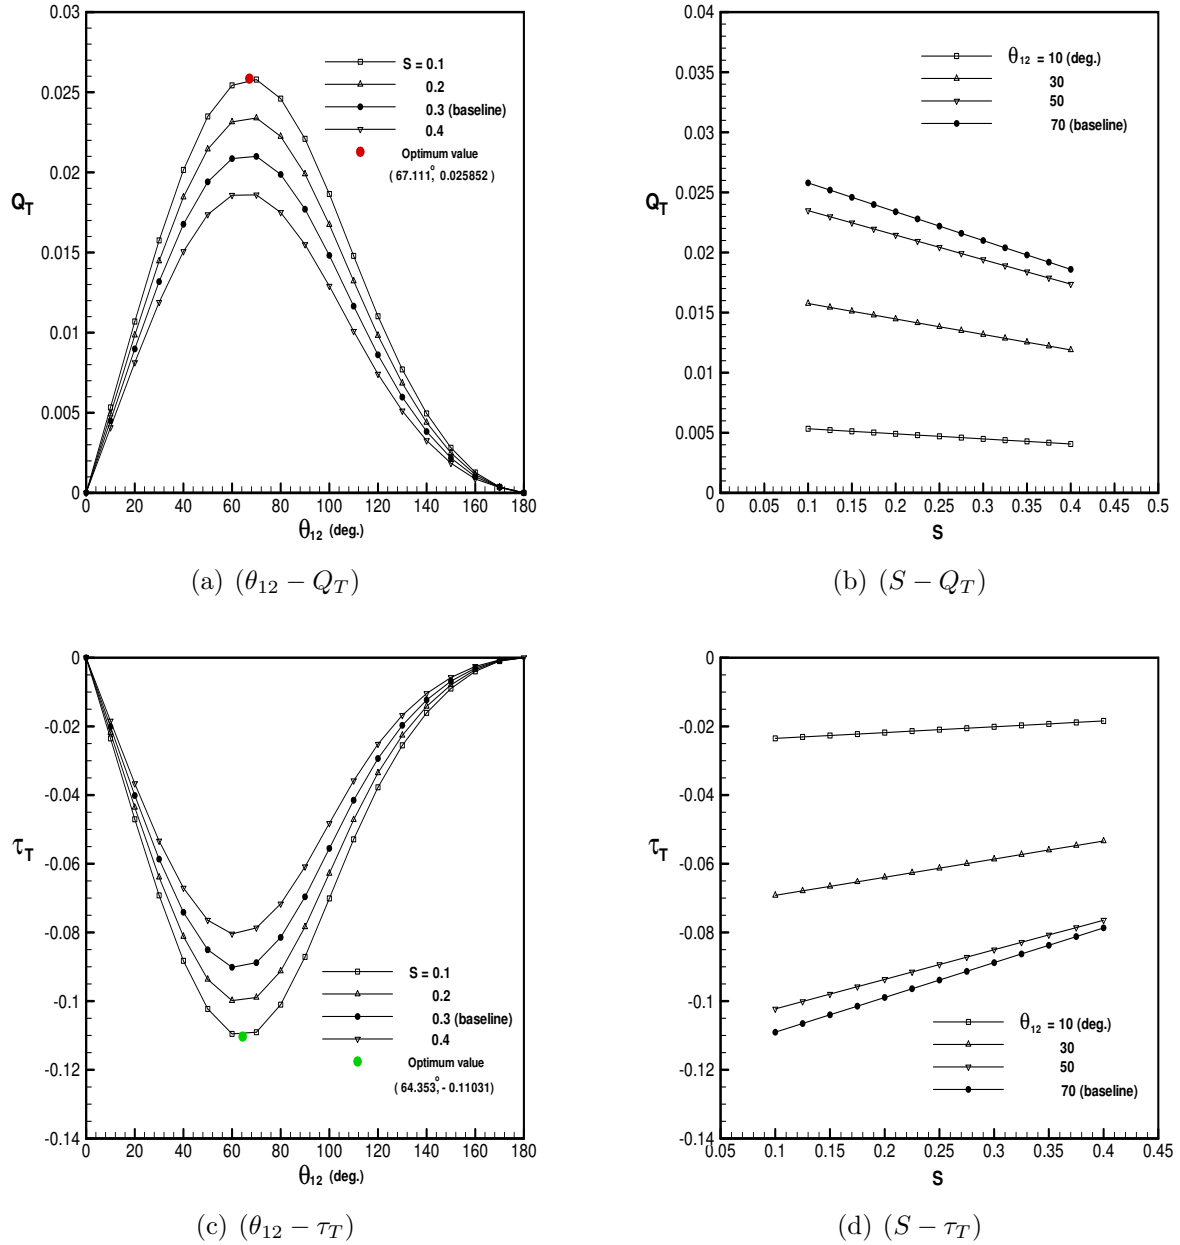 0.03
0.025
0.02
0.015
0.01
0.005
0
Q_T
S = 0.1
0.2
0.3 (baseline)
0.4
Optimum value
( 67.111,° 0.025852 )
0 20 40 60 80 100 120 140 160 180
θ₁₂ (deg.)
(a) (θ₁₂ − Q_T)
0.04
0.035
0.03
0.025
0.02
0.015
0.01
0.005
0
Q_T
θ₁₂ = 10 (deg.)
30
50
70 (baseline)
0 0.05 0.1 0.15 0.2 0.25 0.3 0.35 0.4 0.45 0.5
S
(b) (S − Q_T)
0
-0.02
-0.04
-0.06
-0.08
-0.1
-0.12
-0.14
τ_T
S = 0.1
0.2
0.3 (baseline)
0.4
Optimum value
( 64.353,° - 0.11031)
0 20 40 60 80 100 120 140 160 180
θ₁₂ (deg.)
(c) (θ₁₂ − τ_T)
0
-0.02
-0.04
-0.06
-0.08
-0.1
-0.12
-0.14
τ_T
θ₁₂ = 10 (deg.)
30
50
70 (baseline)
0.05 0.1 0.15 0.2 0.25 0.3 0.35 0.4 0.45
S
(d) (S − τ_T)